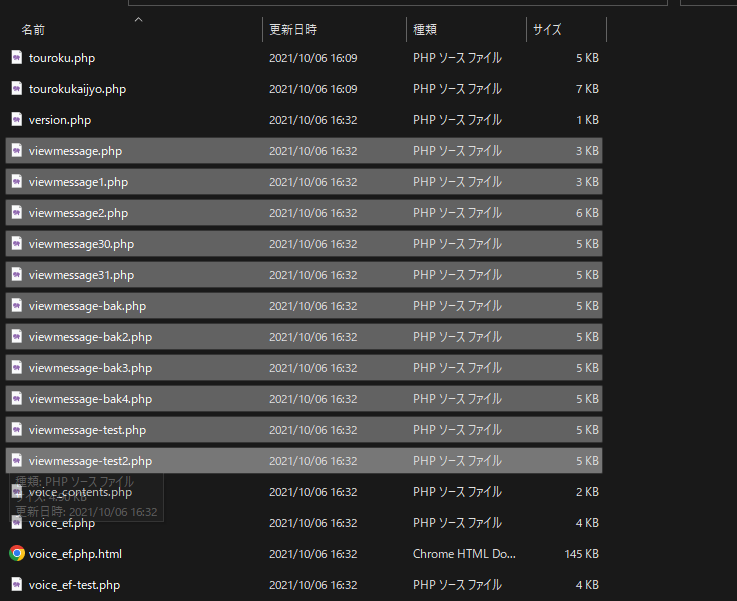 名前 更新日時 種類 サイズ
touroku.php 2021/10/06 16:09 PHP ソース ファイル 5 KB
tourokukaijyo.php 2021/10/06 16:09 PHP ソース ファイル 7 KB
version.php 2021/10/06 16:32 PHP ソース ファイル 1 KB
viewmessage.php 2021/10/06 16:32 PHP ソース ファイル 3 KB
viewmessage1.php 2021/10/06 16:32 PHP ソース ファイル 3 KB
viewmessage2.php 2021/10/06 16:32 PHP ソース ファイル 6 KB
viewmessage30.php 2021/10/06 16:32 PHP ソース ファイル 5 KB
viewmessage31.php 2021/10/06 16:32 PHP ソース ファイル 5 KB
viewmessage-bak.php 2021/10/06 16:32 PHP ソース ファイル 5 KB
viewmessage-bak2.php 2021/10/06 16:32 PHP ソース ファイル 5 KB
viewmessage-bak3.php 2021/10/06 16:32 PHP ソース ファイル 5 KB
viewmessage-bak4.php 2021/10/06 16:32 PHP ソース ファイル 5 KB
viewmessage-test.php 2021/10/06 16:32 PHP ソース ファイル 5 KB
viewmessage-test2.php 2021/10/06 16:32 PHP ソース ファイル 5 KB
種類: PHP ソース ファイル
voice_contents.php 2021/10/06 16:32 PHP ソース ファイル 2 KB
更新日時: 2021/10/06 16:32
voice_ef.php 2021/10/06 16:32 PHP ソース ファイル 4 KB
voice_ef.php.html 2021/10/06 16:32 Chrome HTML Do... 145 KB
voice_ef-test.php 2021/10/06 16:32 PHP ソース ファイル 4 KB